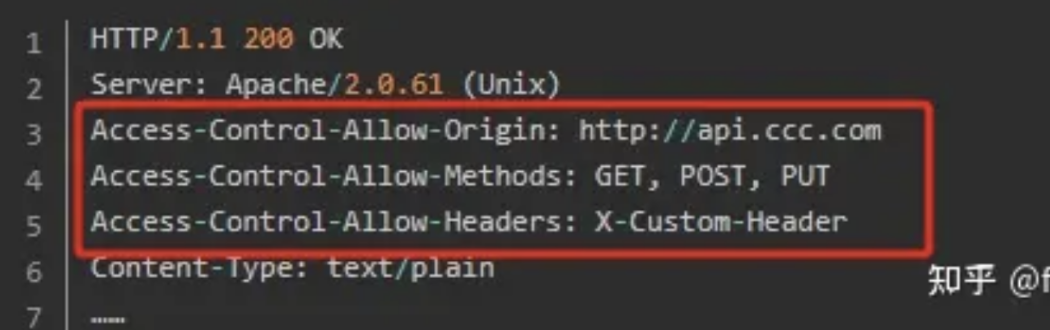 1 HTTP/1.1 200 OK
2 Server: Apache/2.0.61 (Unix)
3 Access-Control-Allow-Origin: http://api.ccc.com
4 Access-Control-Allow-Methods: GET, POST, PUT
5 Access-Control-Allow-Headers: X-Custom-Header
6 Content-Type: text/plain
知乎 @f
7 ……